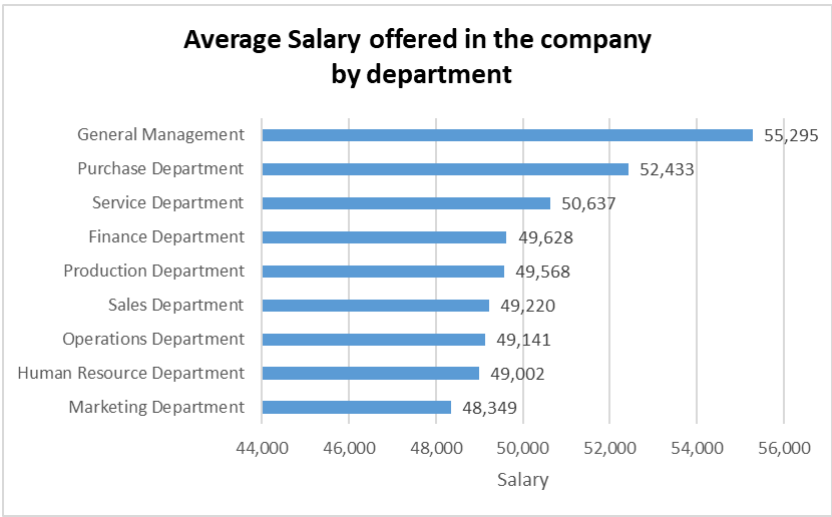 Average Salary offered in the company
by department
General Management 55,295
Purchase Department 52,433
Service Department 50,637
Finance Department 49,628
Production Department 49,568
Sales Department 49,220
Operations Department 49,141
Human Resource Department 49,002
Marketing Department 48,349
44,000 46,000 48,000 50,000 52,000 54,000 56,000
Salary